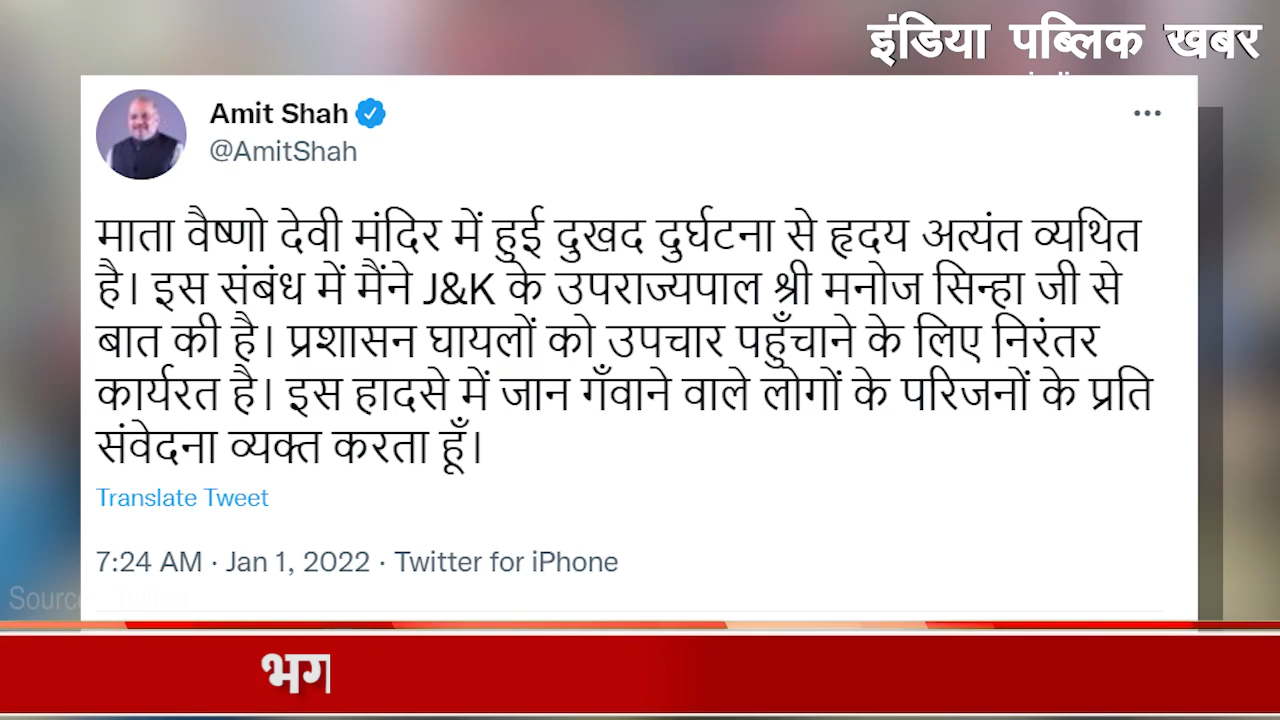 इंडिया पब्लिक खबर
Amit Shah
@AmitShah
माता वैष्णो देवी मंदिर में हुई दुखद दुर्घटना से हृदय अत्यंत व्यथित
है। इस संबंध में मैंने J&K के उपराज्यपाल श्री मनोज सिन्हा जी से
बात की है। प्रशासन घायलों को उपचार पहुँचाने के लिए निरंतर
कार्यरत है। इस हादसे में जान गँवाने वाले लोगों के परिजनों के प्रति
संवेदना व्यक्त करता हूँ।
Translate Tweet
7:24 AM · Jan 1, 2022 · Twitter for iPhone
भग